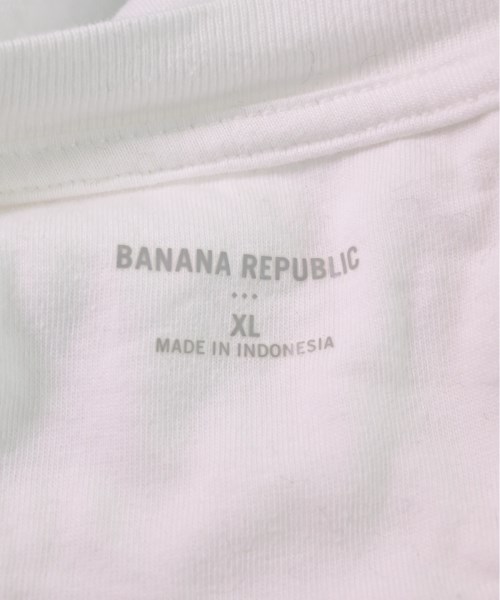 BANANA REPUBLIC
•••
XL
MADE IN INDONESIA